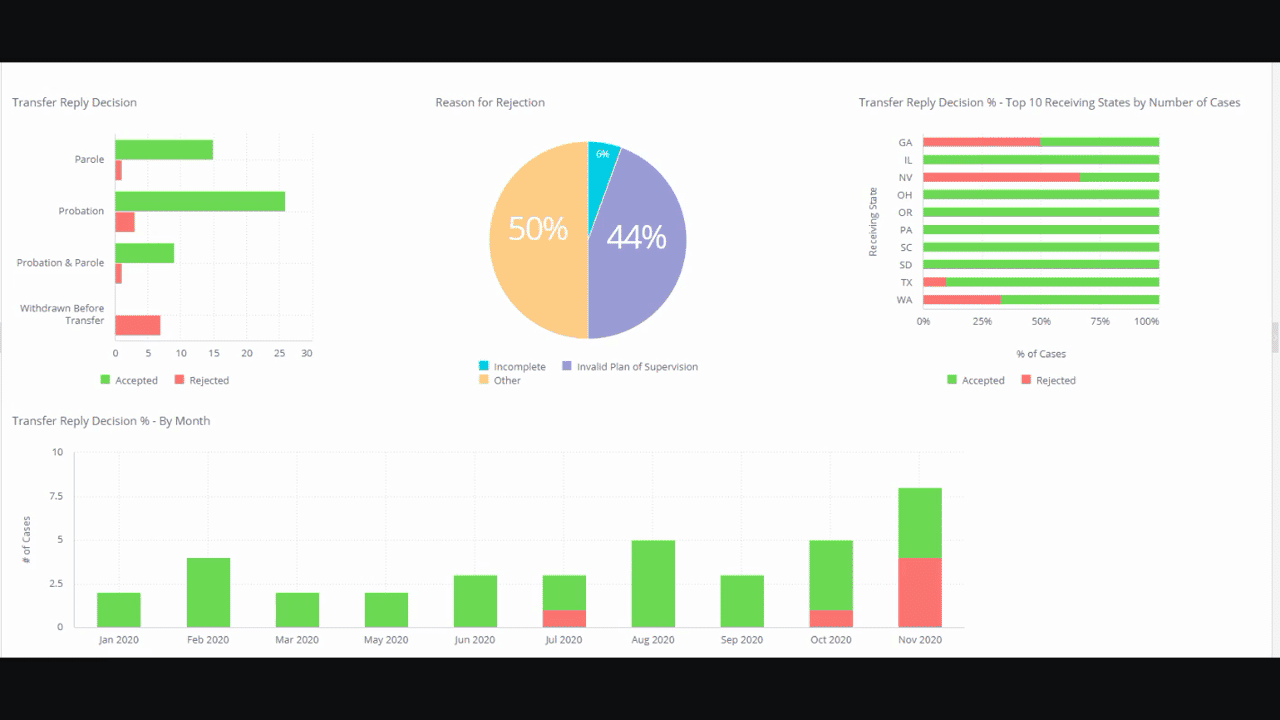 Transfer Reply Decision
Parole
Probation
Probation & Parole
Withdrawn Before
Transfer
0 5 10 15 20 25 30
Accepted Rejected
Reason for Rejection
6%
50% 44%
Incomplete Invalid Plan of Supervision
Other
Transfer Reply Decision % - Top 10 Receiving States by Number of Cases
Receiving State
GA
IL
NV
OH
OR
PA
SC
SD
TX
WA
0% 25% 50% 75% 100%
% of Cases
Accepted Rejected
Transfer Reply Decision % - By Month
# of Cases
10
7.5
5
2.5
0
Jan 2020 Feb 2020 Mar 2020 May 2020 Jun 2020 Jul 2020 Aug 2020 Sep 2020 Oct 2020 Nov 2020